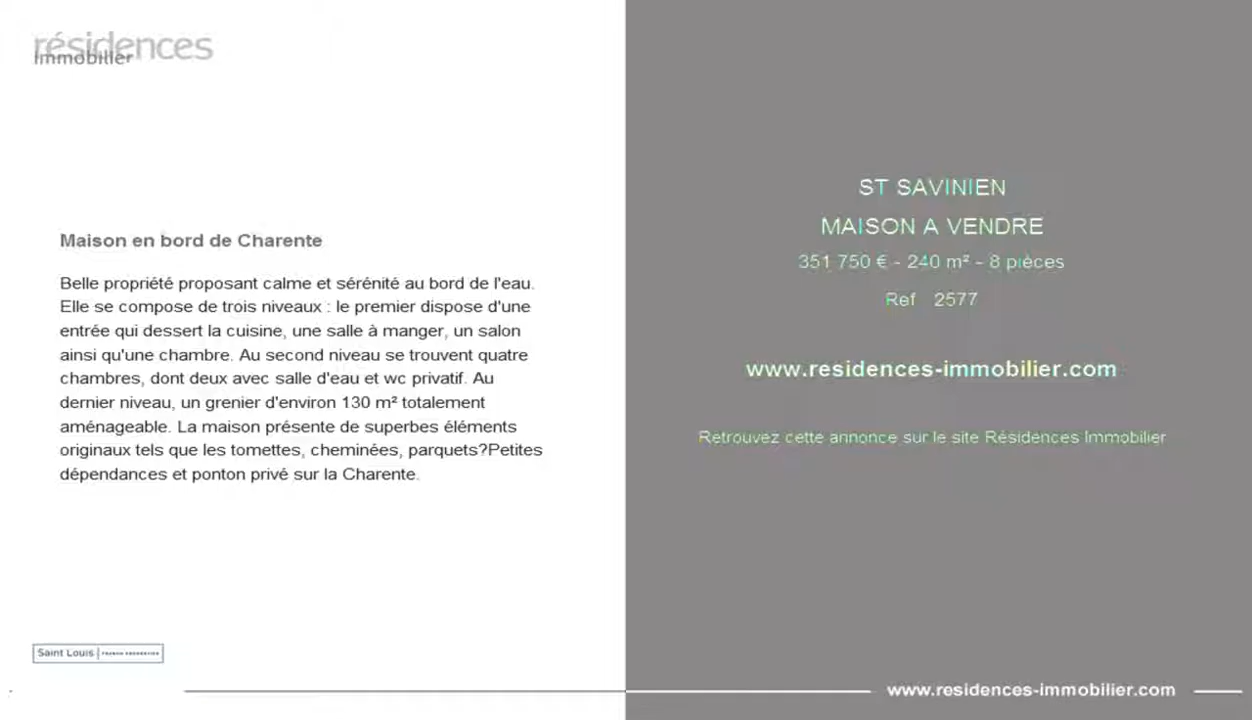 résidences
Immobilier
Maison en bord de Charente
Belle propriété proposant calme et sérénité au bord de l'eau.
Elle se compose de trois niveaux : le premier dispose d'une
entrée qui dessert la cuisine, une salle à manger, un salon
ainsi qu'une chambre. Au second niveau se trouvent quatre
chambres, dont deux avec salle d'eau et wc privatif. Au
dernier niveau, un grenier d'environ 130 m² totalement
aménageable. La maison présente de superbes éléments
originaux tels que les tomettes, cheminées, parquets?Petites
dépendances et ponton privé sur la Charente.
Saint Louis
ST SAVINIEN
MAISON A VENDRE
351 750 € - 240 m² - 8 pièces
Ref 2577
www.residences-immobilier.com
Retrouvez cette annonce sur le site Résidences Immobilier
www.residences-immobilier.com